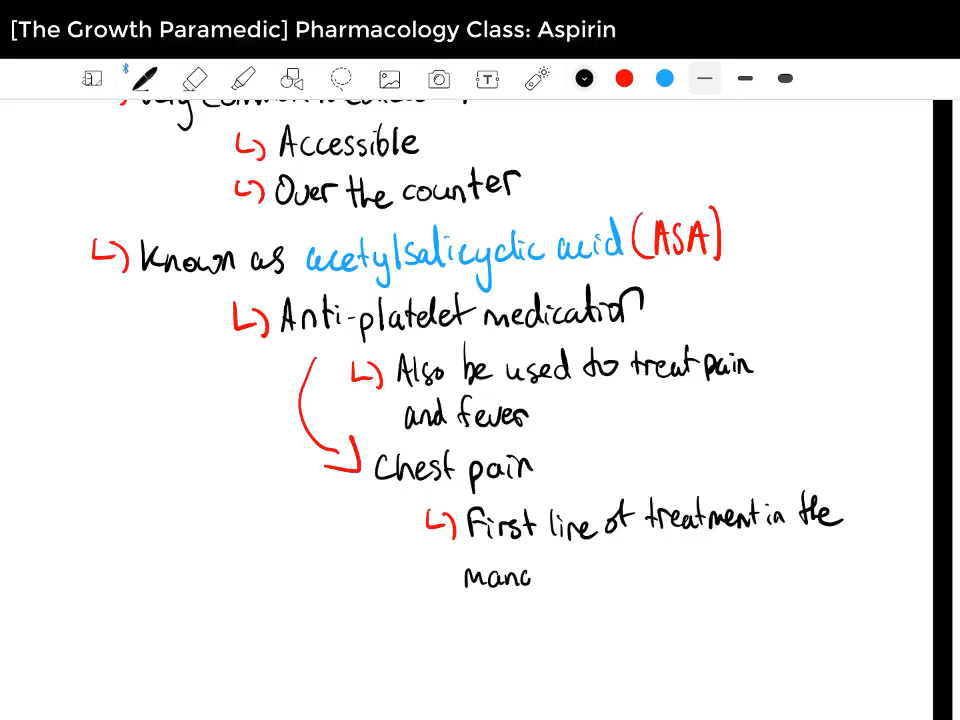 [The Growth Paramedic] Pharmacology Class: Aspirin
Accessible
Over the counter
Known as acetylsalicyclic acid (ASA)
Anti-platelet medication
Also be used to treat pain
and fever
Chest pain
First line of treatment in the
mana